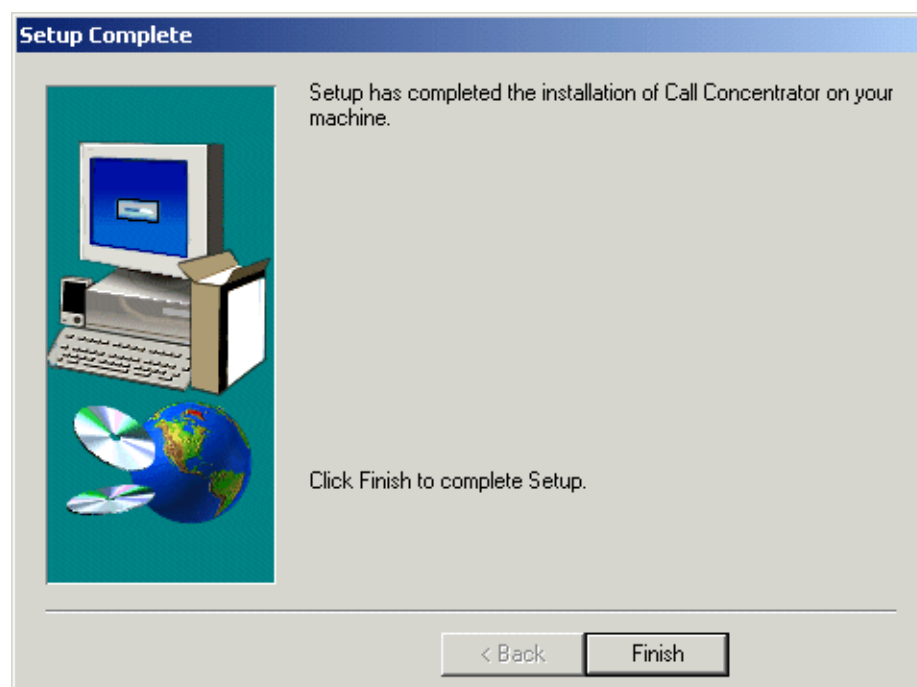 Setup Complete
Setup has completed the installation of Call Concentrator on your
machine.
Click Finish to complete Setup.
< Back
Finish